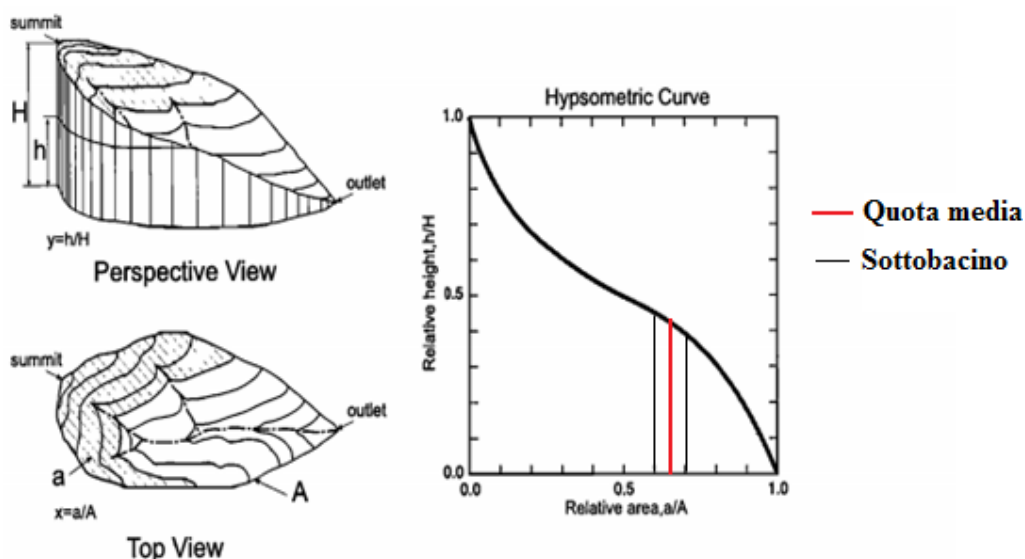 summit
H
h
outlet
y=h/H
Perspective View
summit
outlet
a
A
x=a/A
Top View
Hypsometric Curve
1.0
0.5
0.0
Relative height,h/H
0.0
0.5
1.0
Relative area,a/A
Quota media
Sottobacino